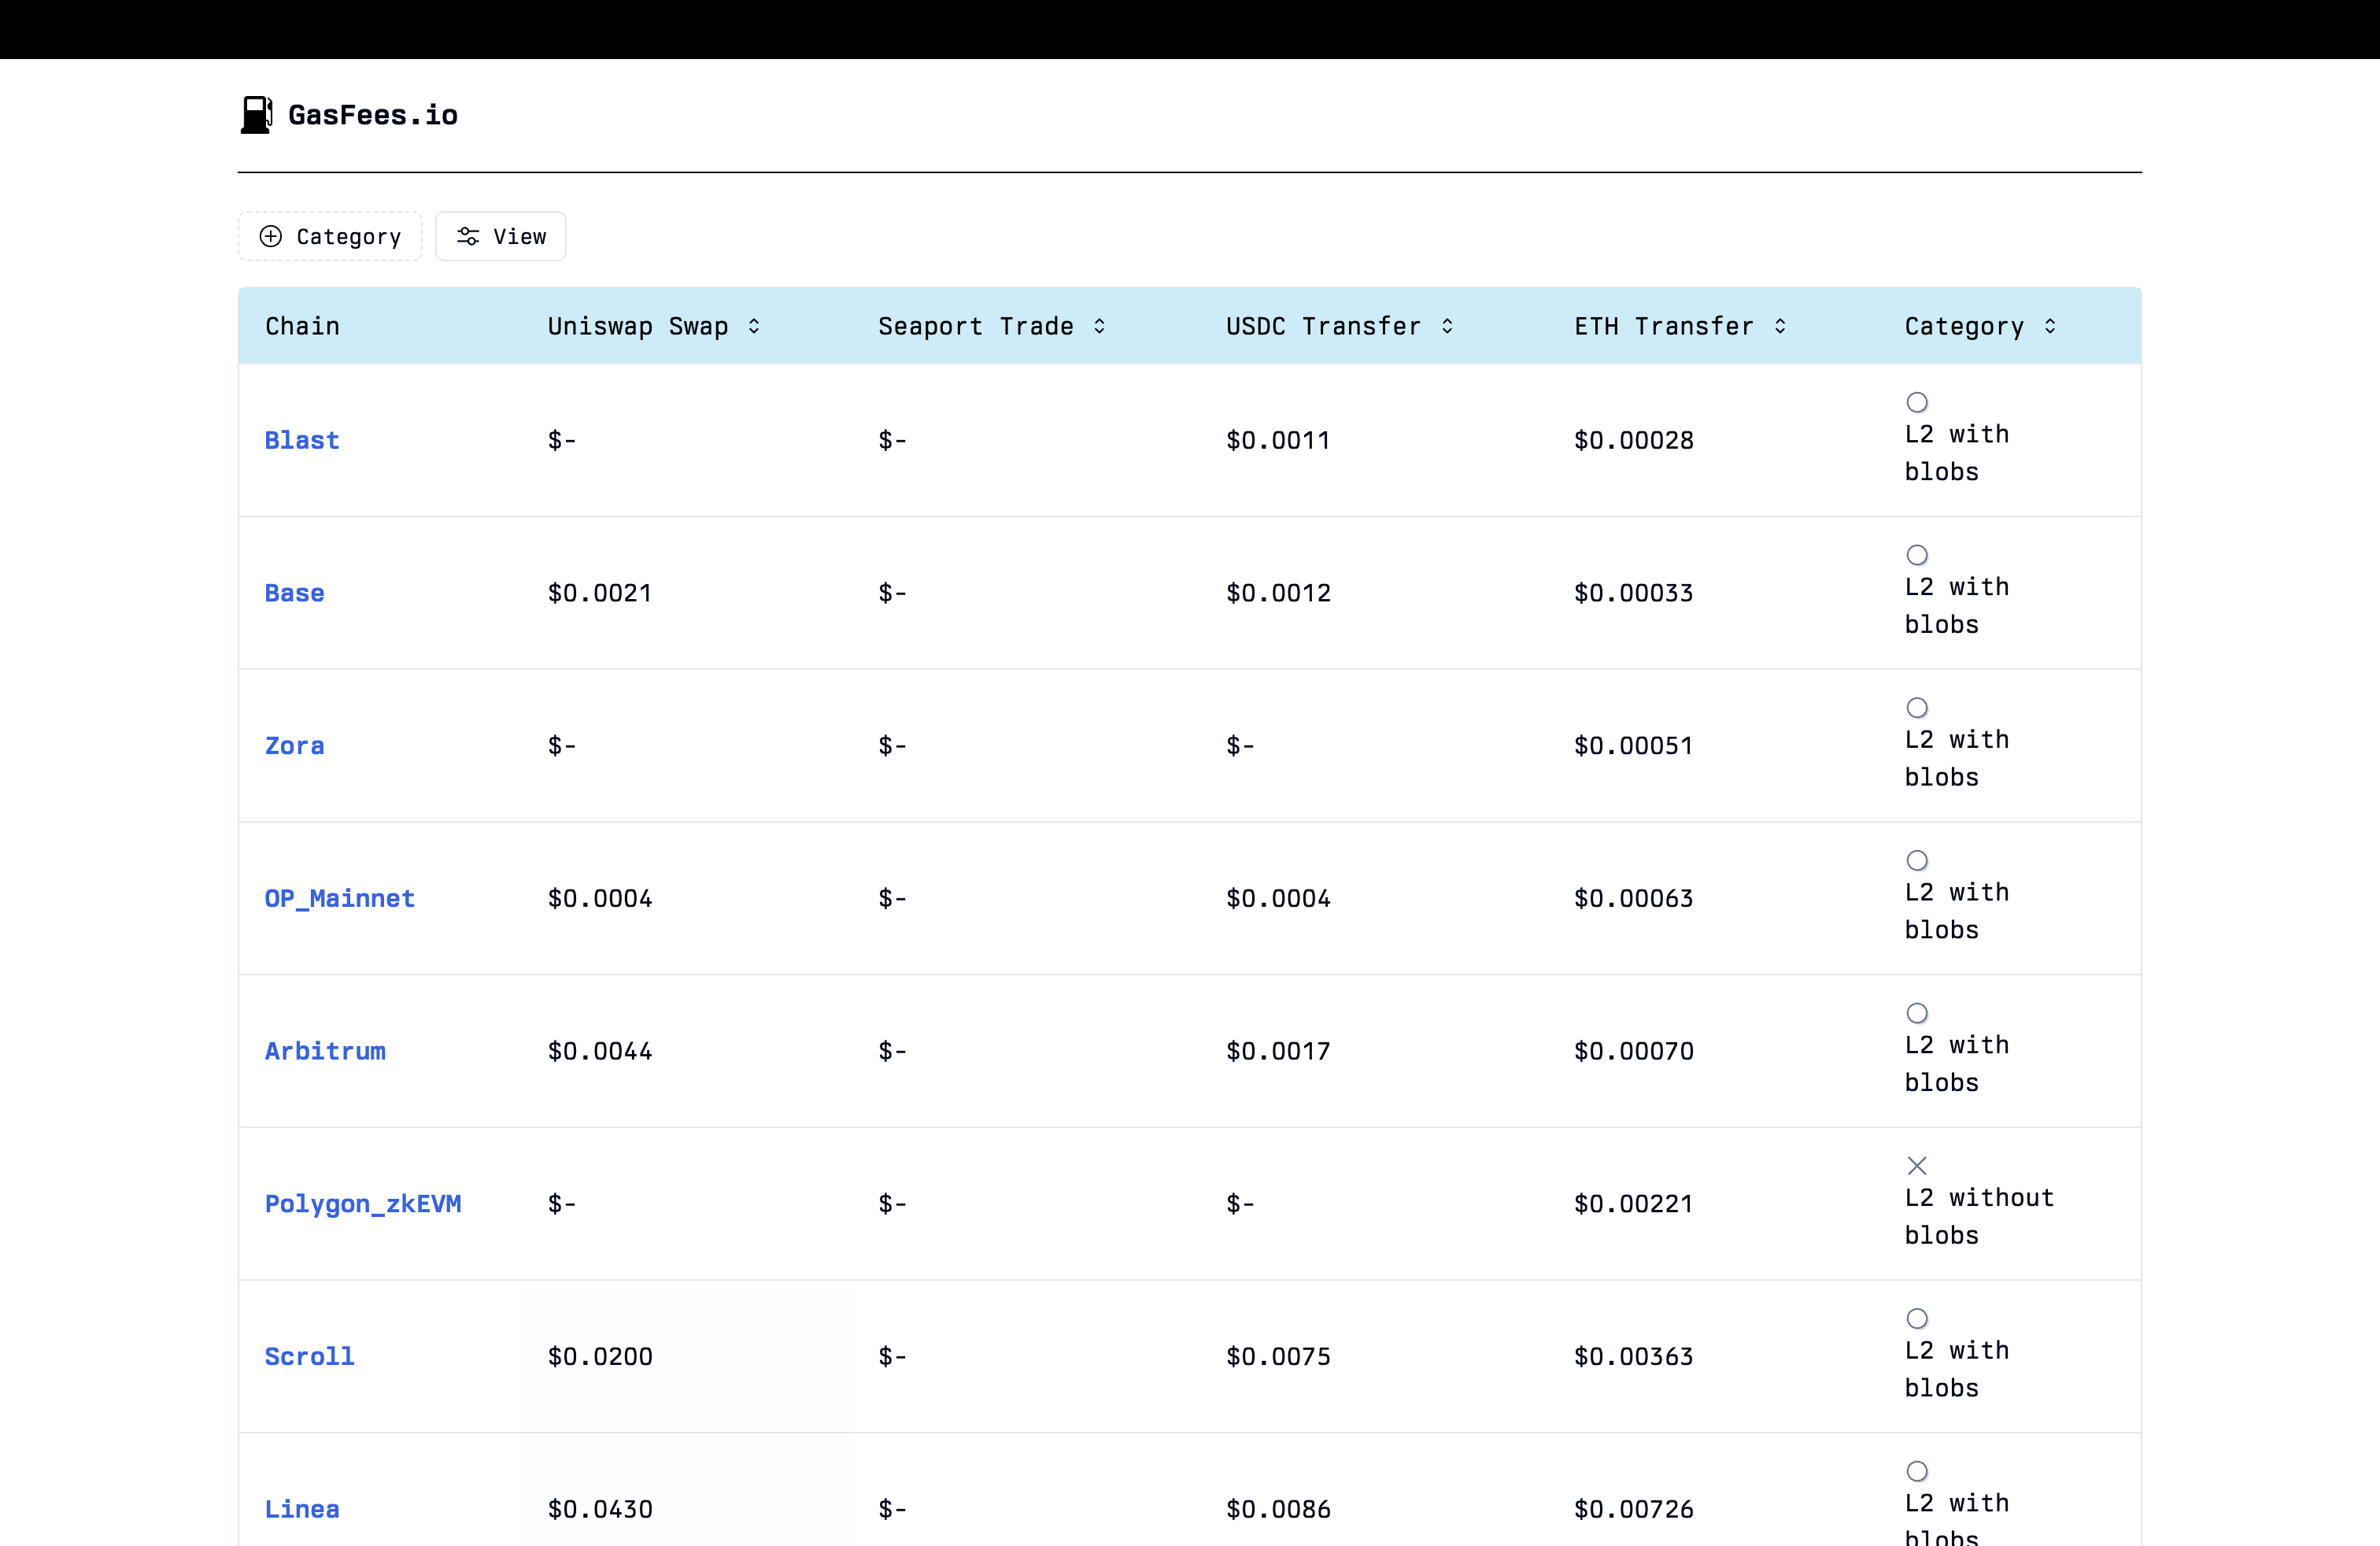 GasFees.io
Category View
Chain Uniswap Swap Seaport Trade USDC Transfer ETH Transfer Category
Blast $- $- $0.0011 $0.00028 L2 with
blobs
Base $0.0021 $- $0.0012 $0.00033 L2 with
blobs
Zora $- $- $- $0.00051 L2 with
blobs
OP_Mainnet $0.0004 $- $0.0004 $0.00063 L2 with
blobs
Arbitrum $0.0044 $- $0.0017 $0.00070 L2 with
blobs
Polygon_zkEVM $- $- $- $0.00221 L2 without
blobs
Scroll $0.0200 $- $0.0075 $0.00363 L2 with
blobs
Linea $0.0430 $- $0.0086 $0.00726 L2 with
blobs